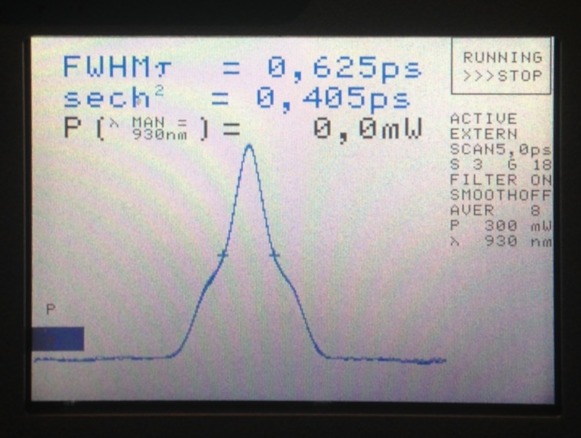 FWHMτ = 0,625ps
sech² = 0,405ps
P (λ MAN = 930nm ) = 0,0mW
RUNNING
>>>STOP
ACTIVE
EXTERN
SCAN5,0ps
S 3 G 18
FILTER ON
SMOOTHOFF
AVER 8
P 300 mW
λ 930 nm
P